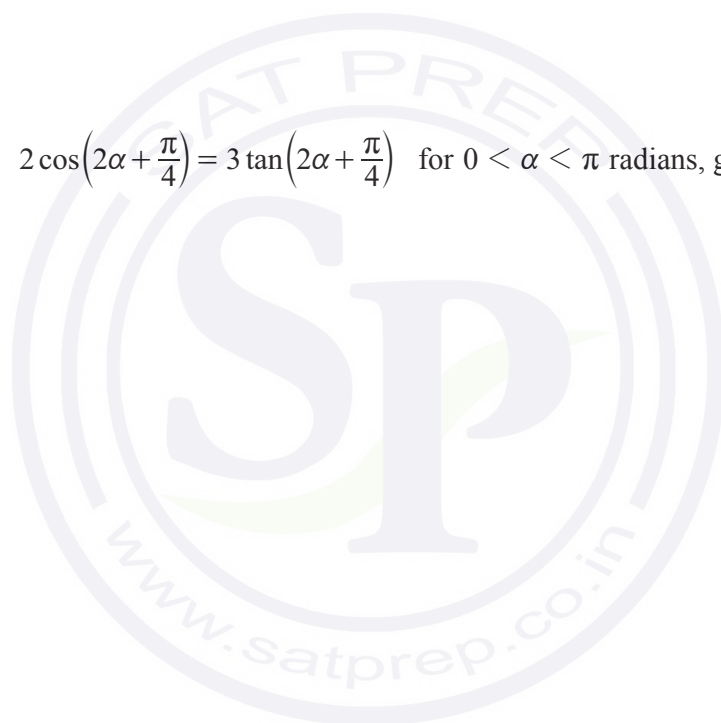 SAT PREP
2 cos(2α + π/4) = 3 tan(2α + π/4) for 0 < α < π radians, g
SP
www.satprep.co.in